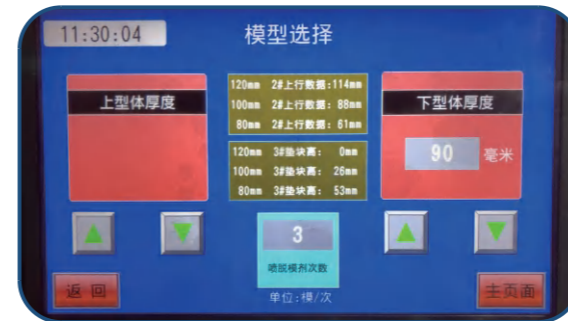 11:30:04
模型选择
上型体厚度
120mm 2#上行数据:114mm
100mm 2#上行数据: 88mm
80mm 2#上行数据: 61mm
120mm 3#垫块高: 0mm
100mm 3#垫块高: 26mm
80mm 3#垫块高: 53mm
下型体厚度
90 毫米
3
喷脱模剂次数
单位:模/次
返 回
主页面